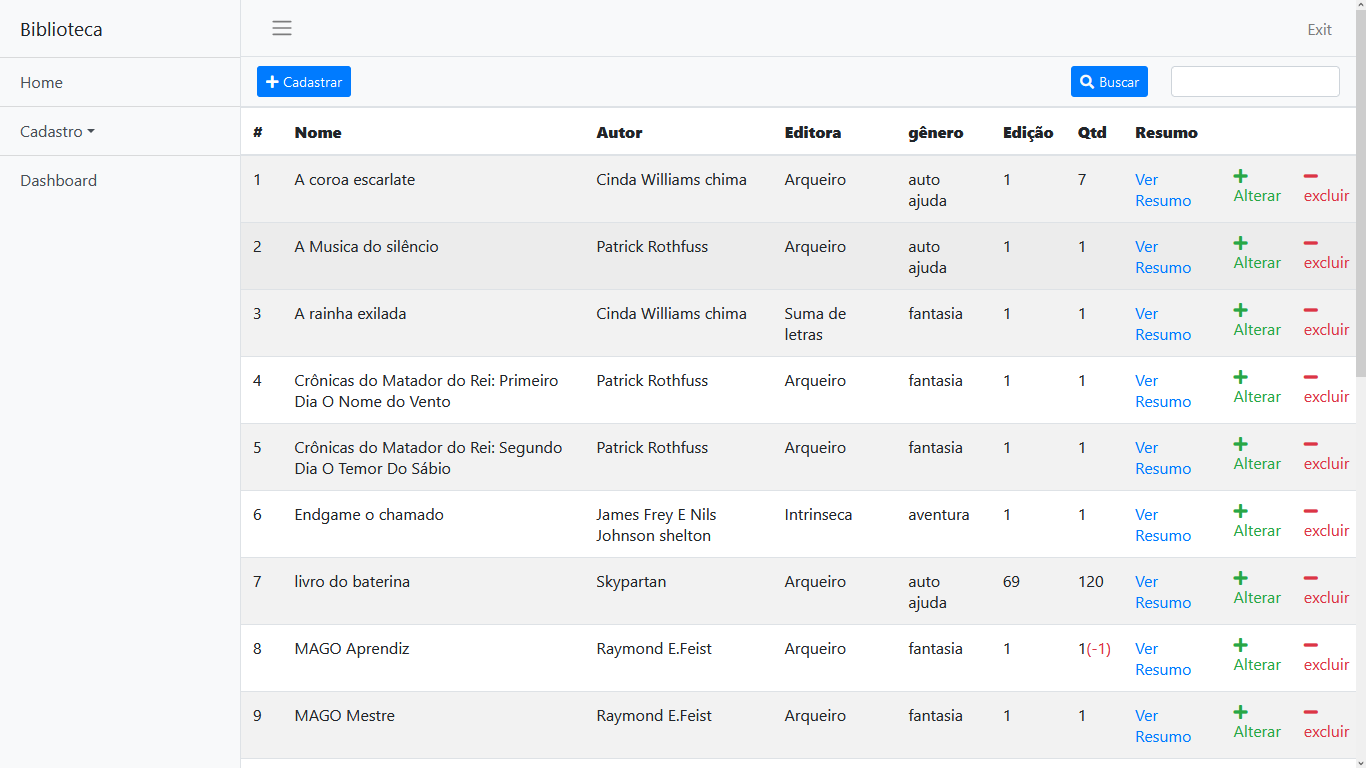 Biblioteca
Exit
Home
Cadastro
Dashboard
Cadastrar
Buscar
# Nome Autor Editora gênero Edição Qtd Resumo
1 A coroa escarlate Cinda Williams chima Arqueiro auto ajuda 1 7 Ver Resumo Alterar excluir
2 A Musica do silêncio Patrick Rothfuss Arqueiro auto ajuda 1 1 Ver Resumo Alterar excluir
3 A rainha exilada Cinda Williams chima Suma de letras fantasia 1 1 Ver Resumo Alterar excluir
4 Crônicas do Matador do Rei: Primeiro Dia O Nome do Vento Patrick Rothfuss Arqueiro fantasia 1 1 Ver Resumo Alterar excluir
5 Crônicas do Matador do Rei: Segundo Dia O Temor Do Sábio Patrick Rothfuss Arqueiro fantasia 1 1 Ver Resumo Alterar excluir
6 Endgame o chamado James Frey E Nils Johnson shelton Intrinseca aventura 1 1 Ver Resumo Alterar excluir
7 livro do baterina Skypartan Arqueiro auto ajuda 69 120 Ver Resumo Alterar excluir
8 MAGO Aprendiz Raymond E.Feist Arqueiro fantasia 1 1(-1) Ver Resumo Alterar excluir
9 MAGO Mestre Raymond E.Feist Arqueiro fantasia 1 1 Ver Resumo Alterar excluir